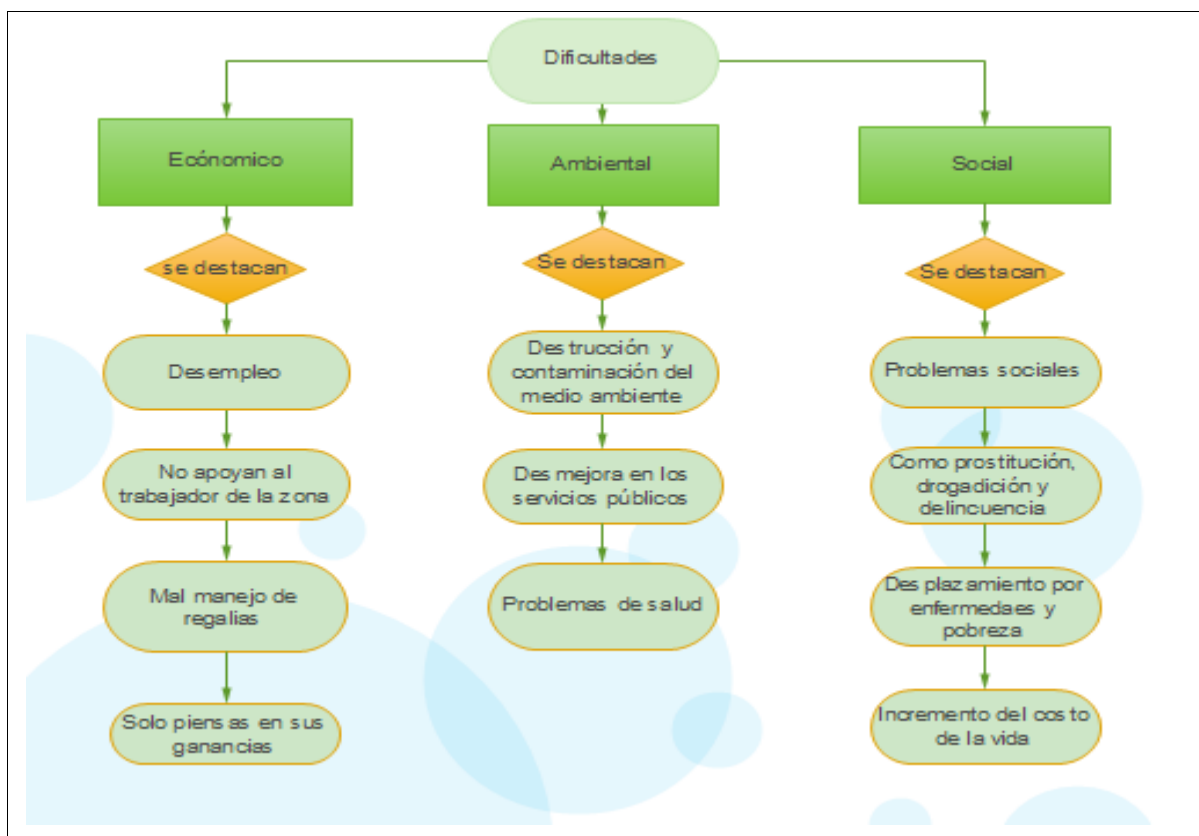 Dificultades
Ecónomico
se destacan
Desempleo
No apoyan al
trabajador de la zona
Mal manejo de
regalias
Solo piensas en sus
ganancias
Ambiental
Se destacan
Destrucción y
contaminación del
medio ambiente
Desmejora en los
servicios públicos
Problemas de salud
Social
Se destacan
Problemas sociales
Como prostitución,
drogadición y
delincuencia
Desplazamiento por
enfermedaes y
pobreza
Incremento del costo
de la vida